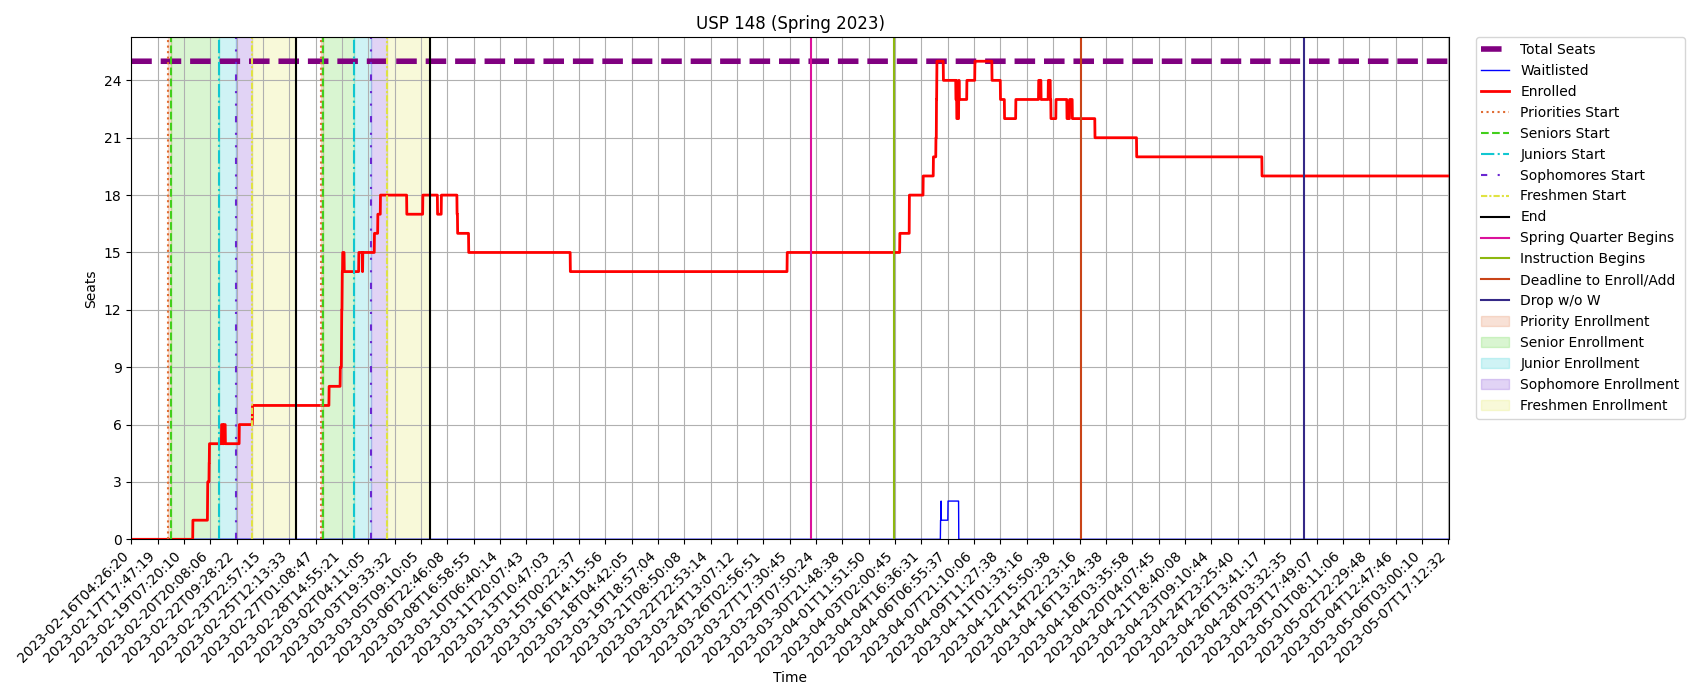 USP 148 (Spring 2023)
Seats
24
21
18
15
12
9
6
3
0
2023-02-16T04:26:20
2023-02-17T17:47:19
2023-02-19T07:20:10
2023-02-20T20:08:06
2023-02-22T09:28:22
2023-02-23T22:57:15
2023-02-25T12:13:33
2023-02-27T01:08:47
2023-02-28T14:55:21
2023-03-02T04:11:05
2023-03-03T19:33:32
2023-03-05T09:10:05
2023-03-06T22:46:08
2023-03-08T16:58:55
2023-03-10T06:40:14
2023-03-11T20:07:43
2023-03-13T10:47:03
2023-03-15T00:22:37
2023-03-16T14:15:56
2023-03-18T04:42:05
2023-03-19T18:57:04
2023-03-21T08:50:08
2023-03-22T22:53:14
2023-03-24T13:07:12
2023-03-26T02:56:51
2023-03-27T17:30:45
2023-03-29T07:50:24
2023-03-30T21:48:38
2023-04-01T11:51:50
2023-04-03T02:00:45
2023-04-04T16:36:31
2023-04-06T06:55:37
2023-04-07T21:10:06
2023-04-09T11:27:38
2023-04-11T01:33:16
2023-04-12T15:50:38
2023-04-14T22:23:16
2023-04-16T13:24:38
2023-04-18T03:35:58
2023-04-20T04:07:45
2023-04-21T18:40:08
2023-04-23T09:10:44
2023-04-24T23:25:40
2023-04-26T13:41:17
2023-04-28T03:32:35
2023-04-29T17:49:07
2023-05-01T08:11:06
2023-05-02T22:29:48
2023-05-04T12:47:46
2023-05-06T03:00:10
2023-05-07T17:12:32
Time
Total Seats
Waitlisted
Enrolled
Priorities Start
Seniors Start
Juniors Start
Sophomores Start
Freshmen Start
End
Spring Quarter Begins
Instruction Begins
Deadline to Enroll/Add
Drop w/o W
Priority Enrollment
Senior Enrollment
Junior Enrollment
Sophomore Enrollment
Freshmen Enrollment